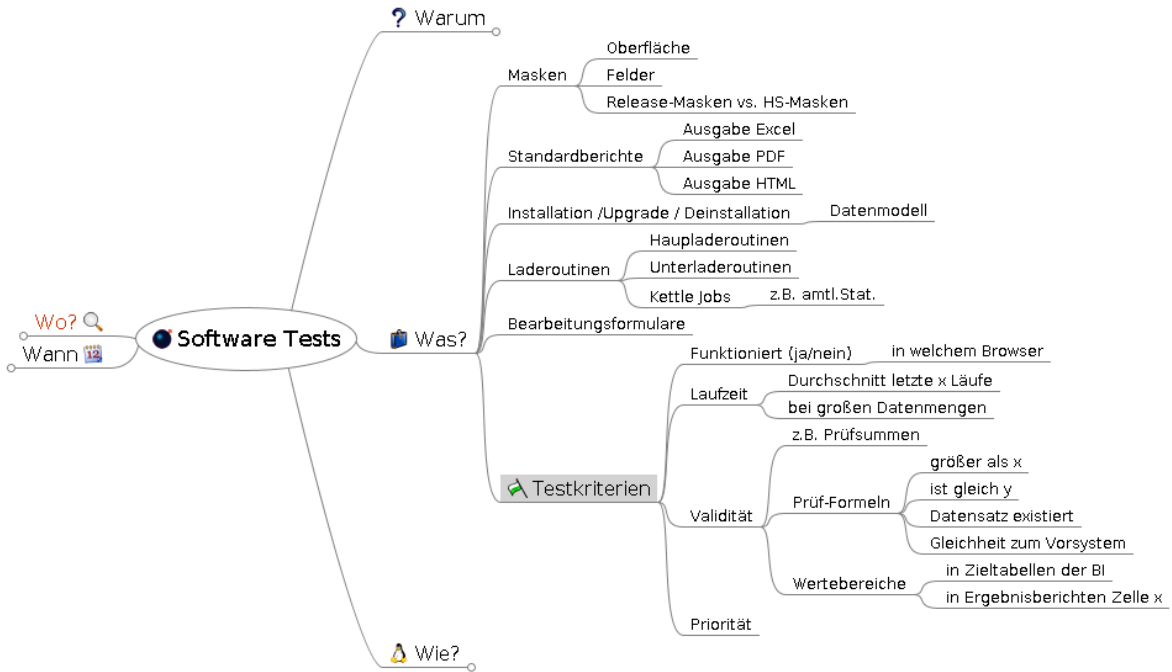 Warum
Oberfläche
Masken
Felder
Release-Masken vs. HS-Masken
Ausgabe Excel
Standardberichte
Ausgabe PDF
Ausgabe HTML
Installation /Upgrade / Deinstallation
Datenmodell
Haupladeroutinen
Laderoutinen
Unterladeroutinen
Kettle Jobs
z.B. amtl.Stat.
Wo?
Wann
12
Software Tests
Was?
Bearbeitungsformulare
Funktioniert (ja/nein)
in welchem Browser
Laufzeit
Durchschnitt letzte x Läufe
bei großen Datenmengen
z.B. Prüfsummen
Testkriterien
Validität
Prüf-Formeln
größer als x
ist gleich y
Datensatz existiert
Gleichheit zum Vorsystem
Wertebereiche
in Zieltabellen der BI
in Ergebnisberichten Zelle x
Priorität
Wie?